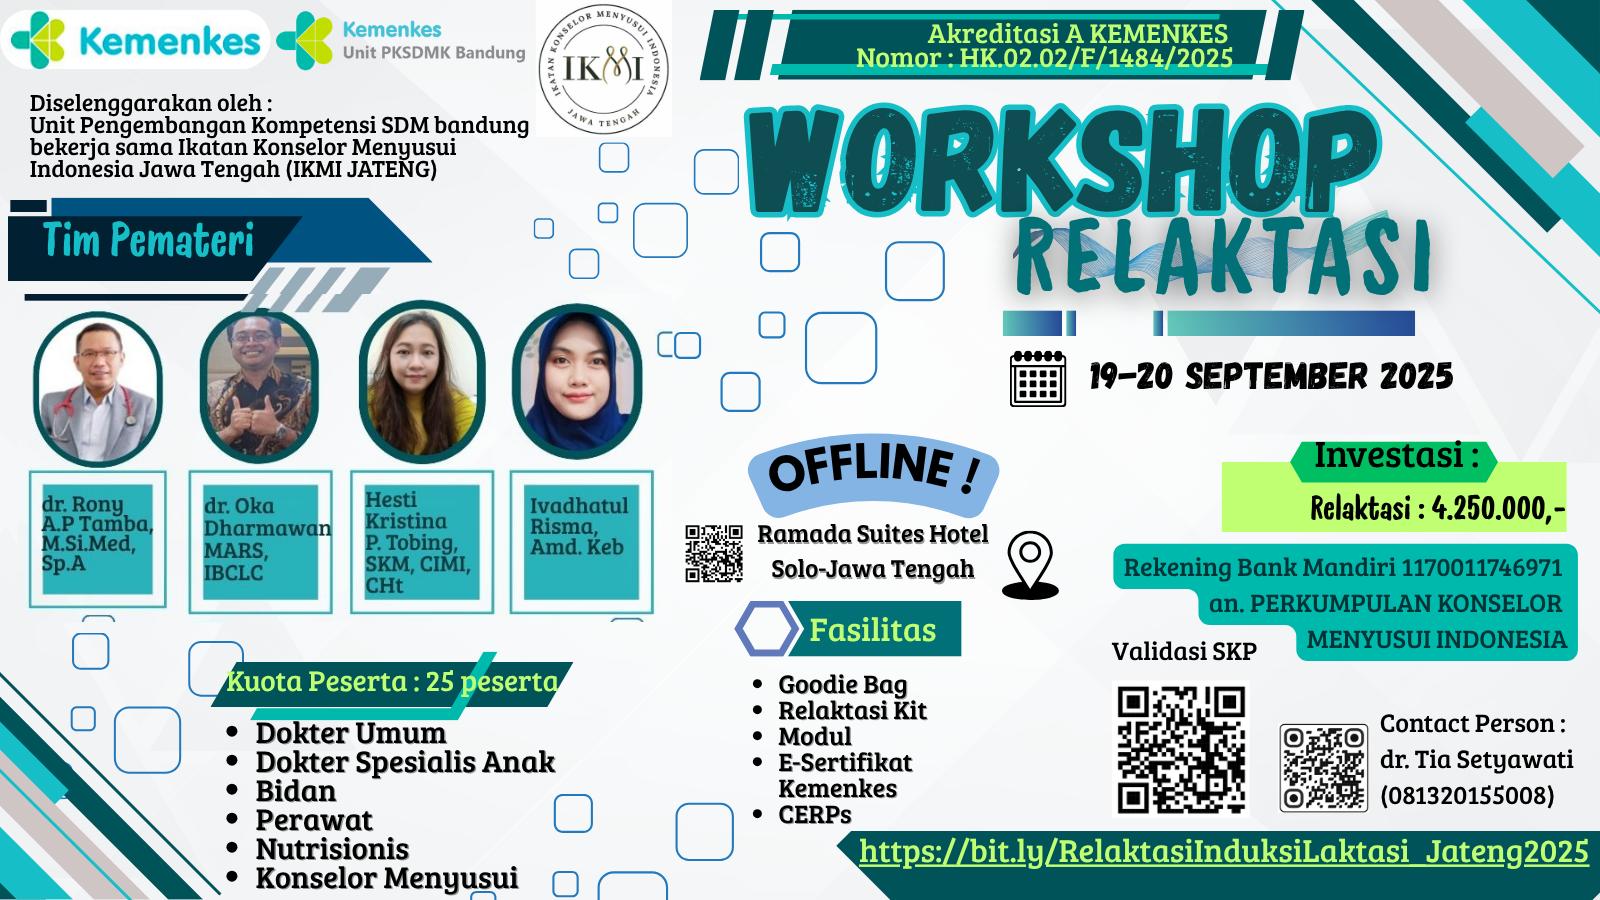 Kemenkes
Kemenkes
Unit PKSDMK Bandung
IKATAN KONSELOR MENYUSUI INDONESIA
IKMI
JAWA TENGAH
Akreditasi A KEMENKES
Nomor : HK.02.02/F/1484/2025
Diselenggarakan oleh :
Unit Pengembangan Kompetensi SDM bandung
bekerja sama Ikatan Konselor Menyusui
Indonesia Jawa Tengah (IKMI JATENG)
WORKSHOP
RELAKTASI
19-20 SEPTEMBER 2025
Tim Pemateri
dr. Rony
A.P Tamba,
M.Si.Med,
Sp.A
dr. Oka
Dharmawan
MARS,
IBCLC
Hesti
Kristina
P. Tobing,
SKM, CIMI,
CHt
Ivadhatul
Risma,
Amd. Keb
OFFLINE !
Ramada Suites Hotel
Solo-Jawa Tengah
Investasi :
Relaktasi : 4.250.000,-
Rekening Bank Mandiri 1170011746971
an. PERKUMPULAN KONSELOR
MENYUSUI INDONESIA
Kuota Peserta : 25 peserta
• Dokter Umum
• Dokter Spesialis Anak
• Bidan
• Perawat
• Nutrisionis
• Konselor Menyusui
Fasilitas
• Goodie Bag
• Relaktasi Kit
• Modul
• E-Sertifikat
Kemenkes
• CERPs
Validasi SKP
Contact Person :
dr. Tia Setyawati
(081320155008)
https://bit.ly/RelaktasiInduksiLaktasi_Jateng2025